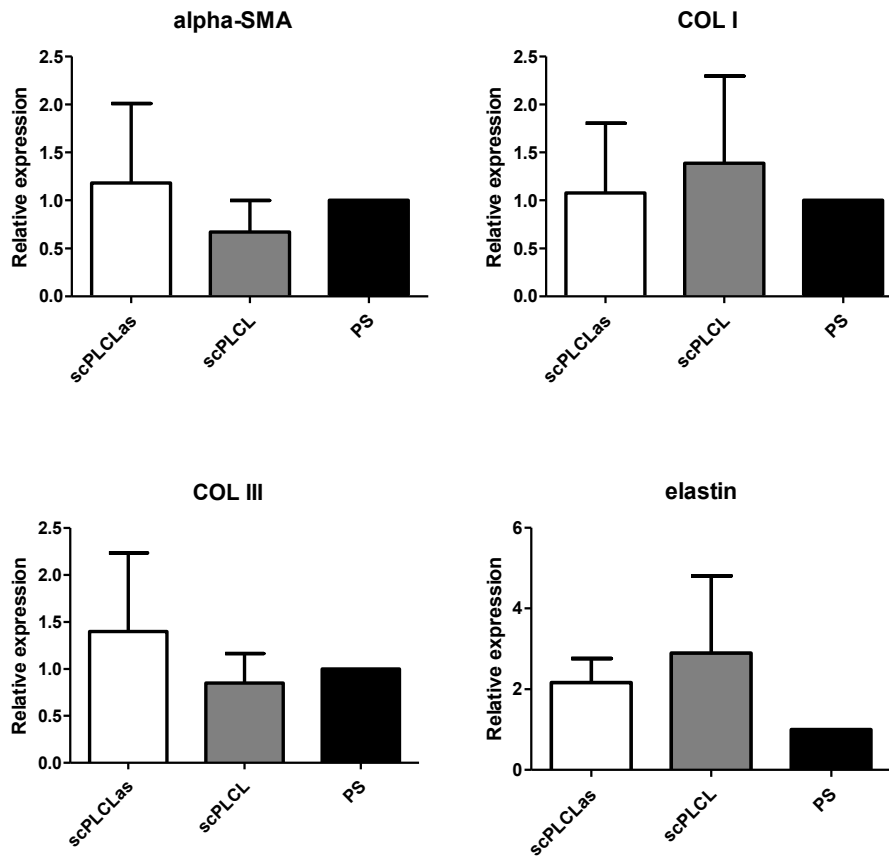 alpha-SMA
Relative expression
2.5
2.0
1.5
1.0
0.5
0.0
scPLCLas
scPLCL
PS
COL I
Relative expression
2.5
2.0
1.5
1.0
0.5
0.0
scPLCLas
scPLCL
PS
COL III
Relative expression
2.5
2.0
1.5
1.0
0.5
0.0
scPLCLas
scPLCL
PS
elastin
Relative expression
6
4
2
0
scPLCLas
scPLCL
PS